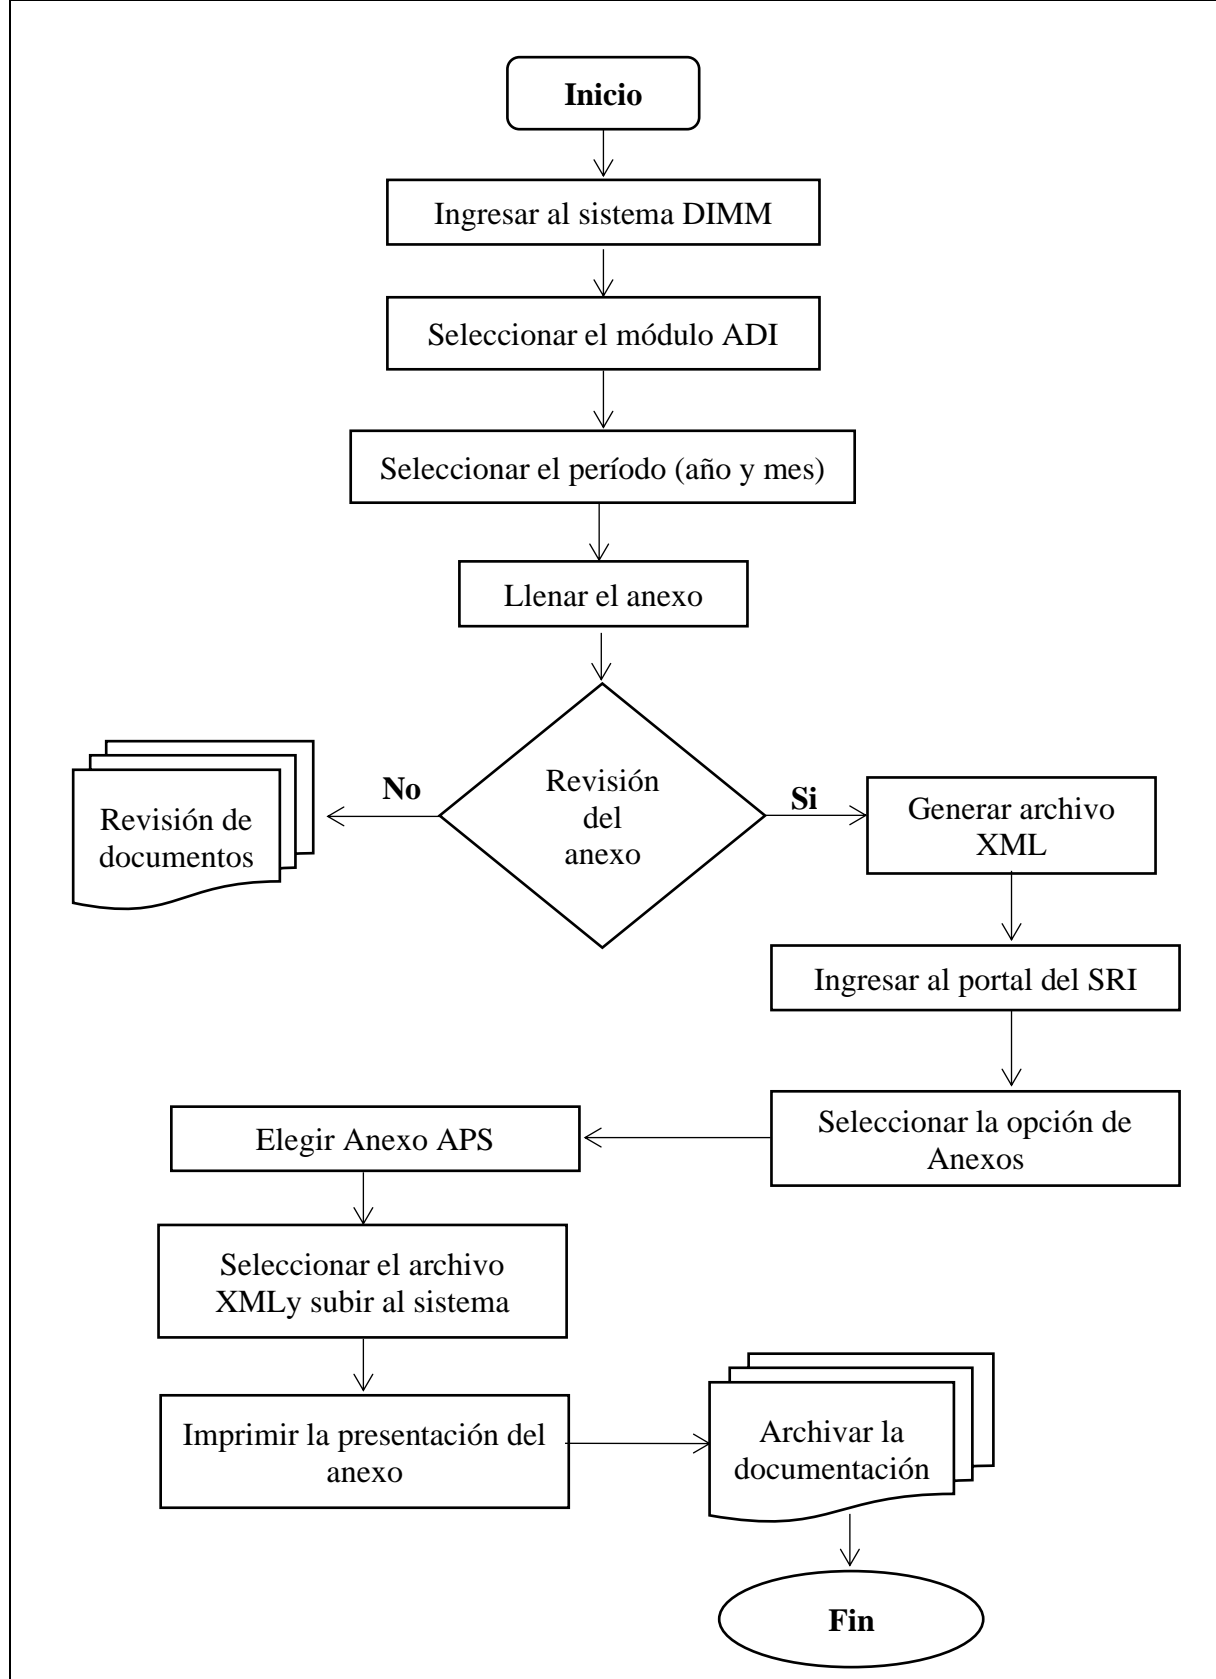 Inicio
Ingresar al sistema DIMM
Seleccionar el módulo ADI
Seleccionar el período (año y mes)
Llenar el anexo
Revisión
del
anexo
No
Revisión de
documentos
Si
Generar archivo
XML
Ingresar al portal del SRI
Seleccionar la opción de
Anexos
Elegir Anexo APS
Seleccionar el archivo
XMLy subir al sistema
Imprimir la presentación del
anexo
Archivar la
documentación
Fin